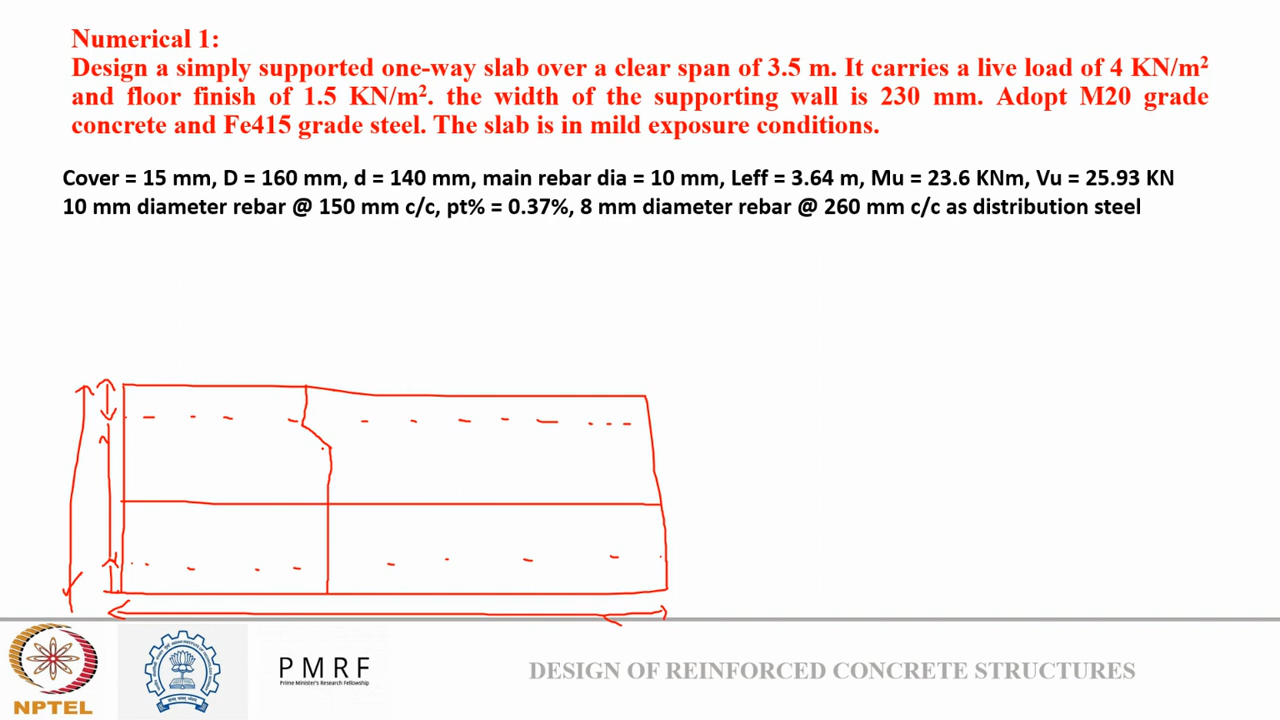 Numerical 1:
Design a simply supported one-way slab over a clear span of 3.5 m. It carries a live load of 4 KN/m²
and floor finish of 1.5 KN/m². the width of the supporting wall is 230 mm. Adopt M20 grade
concrete and Fe415 grade steel. The slab is in mild exposure conditions.
Cover = 15 mm, D = 160 mm, d = 140 mm, main rebar dia = 10 mm, Leff = 3.64 m, Mu = 23.6 KNm, Vu = 25.93 KN
10 mm diameter rebar @ 150 mm c/c, pt% = 0.37%, 8 mm diameter rebar @ 260 mm c/c as distribution steel
NPTEL
PMRF
Prime Minister's Research Fellowship
DESIGN OF REINFORCED CONCRETE STRUCTURES